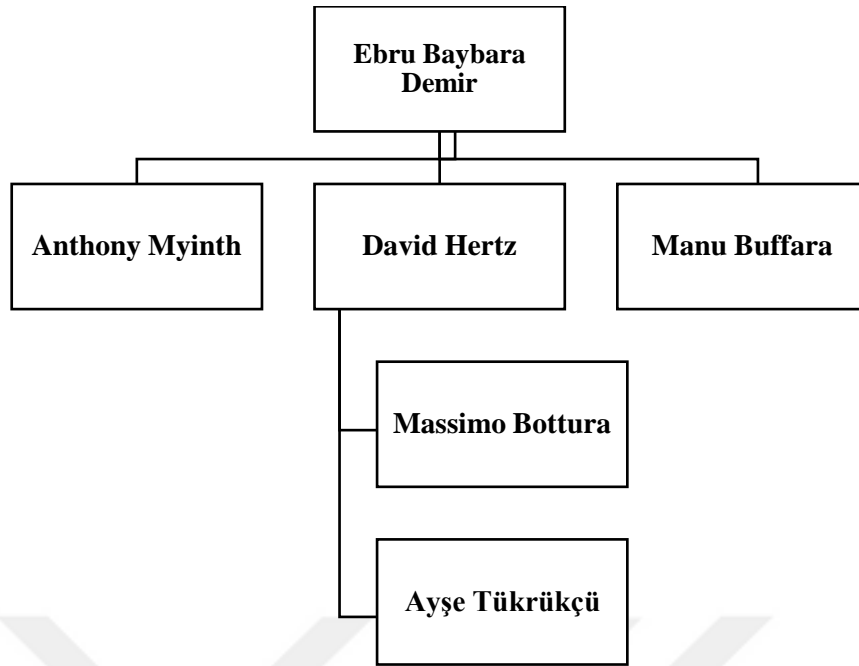 Ebru Baybara
Demir
Anthony Myinth
David Hertz
Manu Buffara
Massimo Bottura
Ayşe Tükrükçü